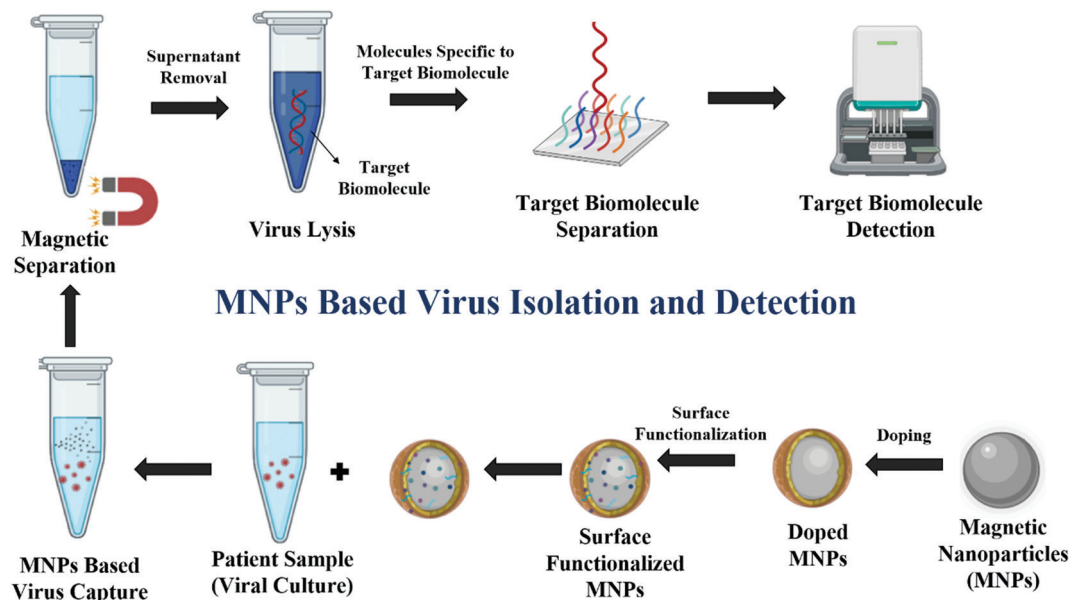 Supernatant
Removal
Molecules Specific to
Target Biomolecule
Target
Biomolecule
Magnetic
Separation
Virus Lysis
Target Biomolecule
Separation
Target Biomolecule
Detection
MNPs Based Virus Isolation and Detection
Surface
Functionalization
Doping
MNPs Based
Virus Capture
Patient Sample
(Viral Culture)
Surface
Functionalized
MNPs
Doped
MNPs
Magnetic
Nanoparticles
(MNPs)